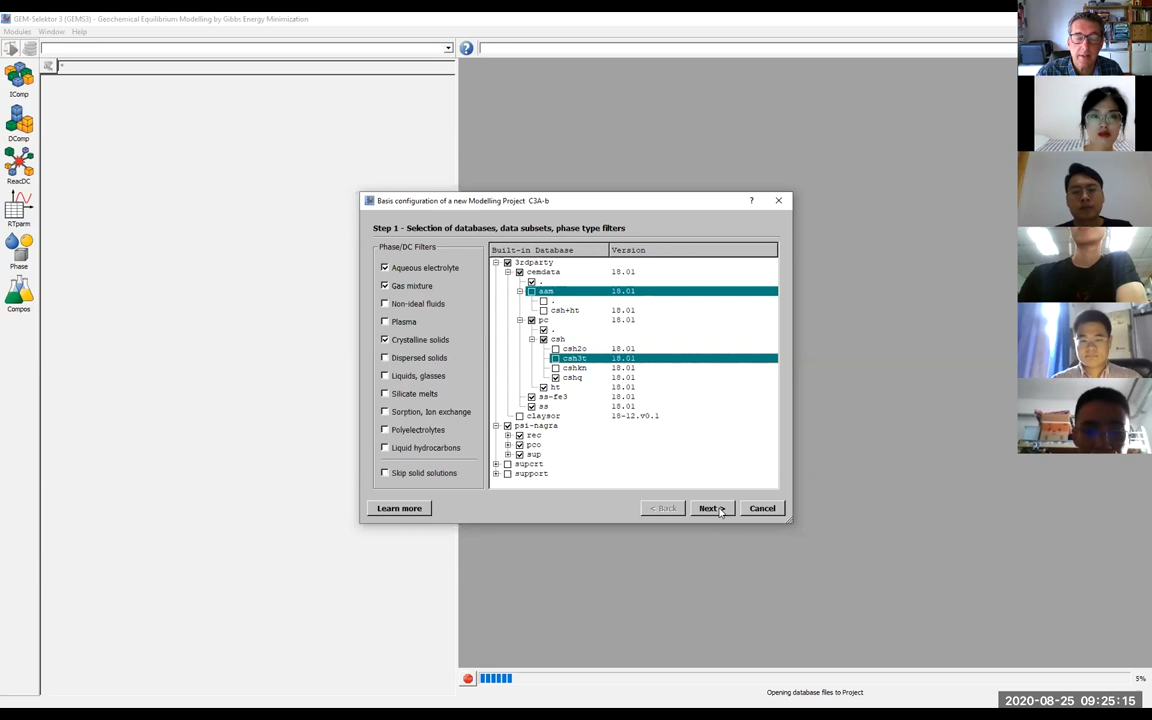 GEM-Selektor 3 (GEMS3) - Geochemical Equilibrium Modelling by Gibbs Energy Minimization
Modules Window Help
IComp
DComp
ReacDC
RTparm
Phase
Compos
Basis configuration of a new Modelling Project C3A-b
Step 1 - Selection of databases, data subsets, phase type filters
Phase/DC Filters
Aqueous electrolyte
Gas mixture
Non-ideal fluids
Plasma
Crystalline solids
Dispersed solids
Liquids, glasses
Silicate melts
Sorption, Ion exchange
Polyelectrolytes
Liquid hydrocarbons
Skip solid solutions
Built-in Database Version
3rdparty
cemdata 18.01
.
aam 18.01
.
csh+ht 18.01
pc 18.01
.
csh
csh2o 18.01
csh3t 18.01
cshkn 18.01
cshq 18.01
ht 18.01
ss-fe3 18.01
ss 18.01
claysor 18-12.v0.1
psi-nagra
rec
pco
sup
supcrt
support
Learn more
< Back Next > Cancel
5%
Opening database files to Project
2020-08-25 09:25:15